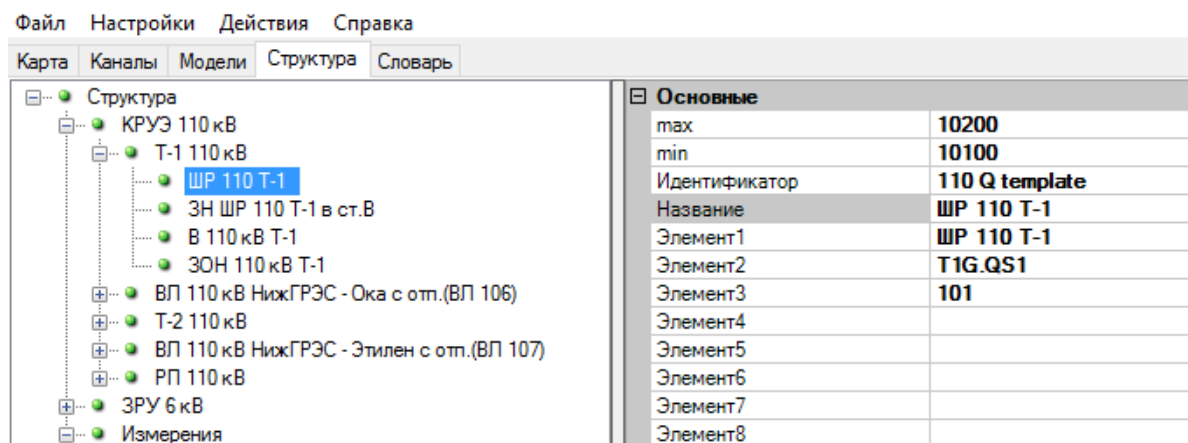 Файл Настройки Действия Справка
Карта Каналы Модели Структура Словарь
Структура
КРУЭ 110 кВ
Т-1 110 кВ
ШР 110 Т-1
ЗН ШР 110 Т-1 в ст.В
В 110 кВ Т-1
ЗОН 110 кВ Т-1
ВЛ 110 кВ НижГРЭС - Ока с отп.(ВЛ 106)
Т-2 110 кВ
ВЛ 110 кВ НижГРЭС - Этилен с отп.(ВЛ 107)
РП 110 кВ
ЗРУ 6 кВ
Измерения
Основные
max 10200
min 10100
Идентификатор 110 Q template
Название ШР 110 Т-1
Элемент1 ШР 110 Т-1
Элемент2 T1G.QS1
Элемент3 101
Элемент4
Элемент5
Элемент6
Элемент7
Элемент8